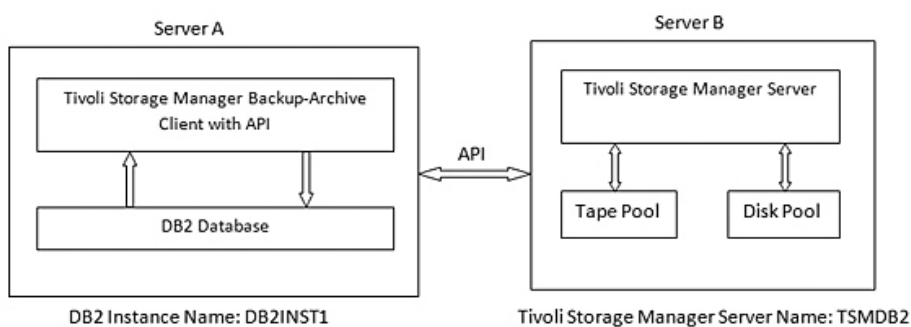 Server A
Tivoli Storage Manager Backup-Archive
Client with API
DB2 Database
DB2 Instance Name: DB2INST1
API
Server B
Tivoli Storage Manager Server
Tape Pool
Disk Pool
Tivoli Storage Manager Server Name: TSMDB2